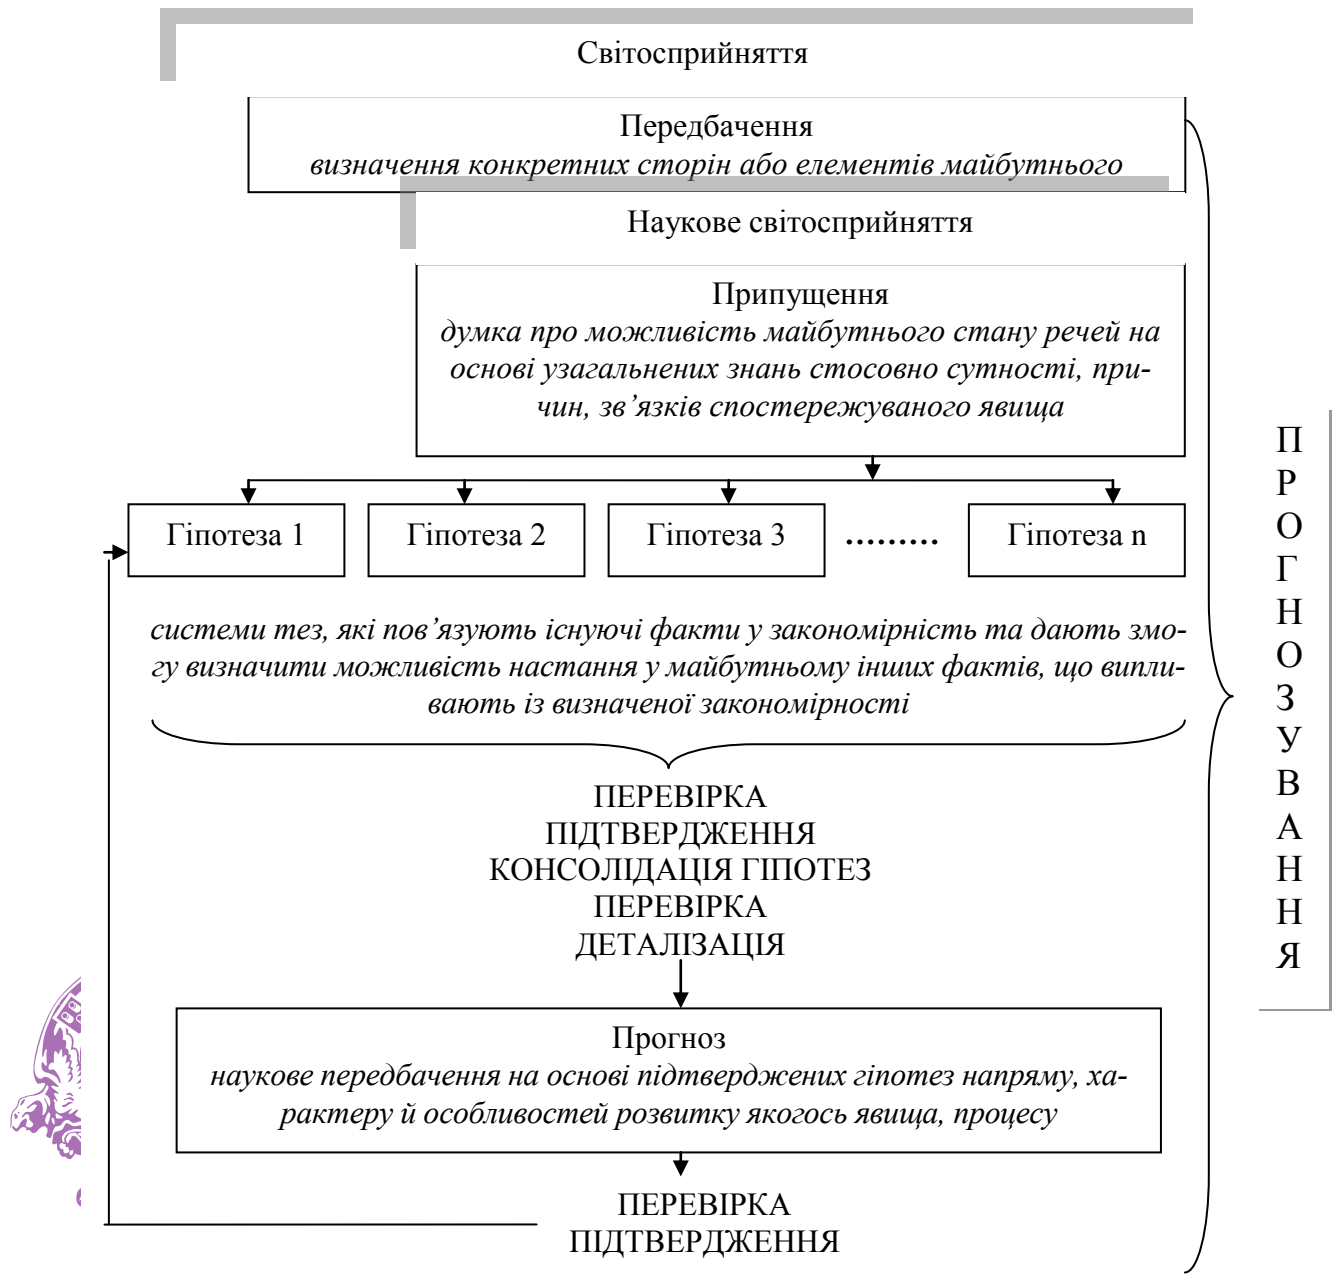 Світосприйняття
Передбачення
визначення конкретних сторін або елементів майбутнього
Наукове світосприйняття
Припущення
думка про можливість майбутнього стану речей на
основі узагальнених знань стосовно сутності, при-
чин, зв’язків спостережуваного явища
Гіпотеза 1 Гіпотеза 2 Гіпотеза 3 ......... Гіпотеза n
системи тез, які пов’язують існуючі факти у закономірність та дають змо-
гу визначити можливість настання у майбутньому інших фактів, що випли-
вають із визначеної закономірності
ПЕРЕВІРКА
ПІДТВЕРДЖЕННЯ
КОНСОЛІДАЦІЯ ГІПОТЕЗ
ПЕРЕВІРКА
ДЕТАЛІЗАЦІЯ
Прогноз
наукове передбачення на основі підтверджених гіпотез напряму, ха-
рактеру й особливостей розвитку якогось явища, процесу
ПЕРЕВІРКА
ПІДТВЕРДЖЕННЯ
П
Р
О
Г
Н
О
З
У
В
А
Н
Н
Я